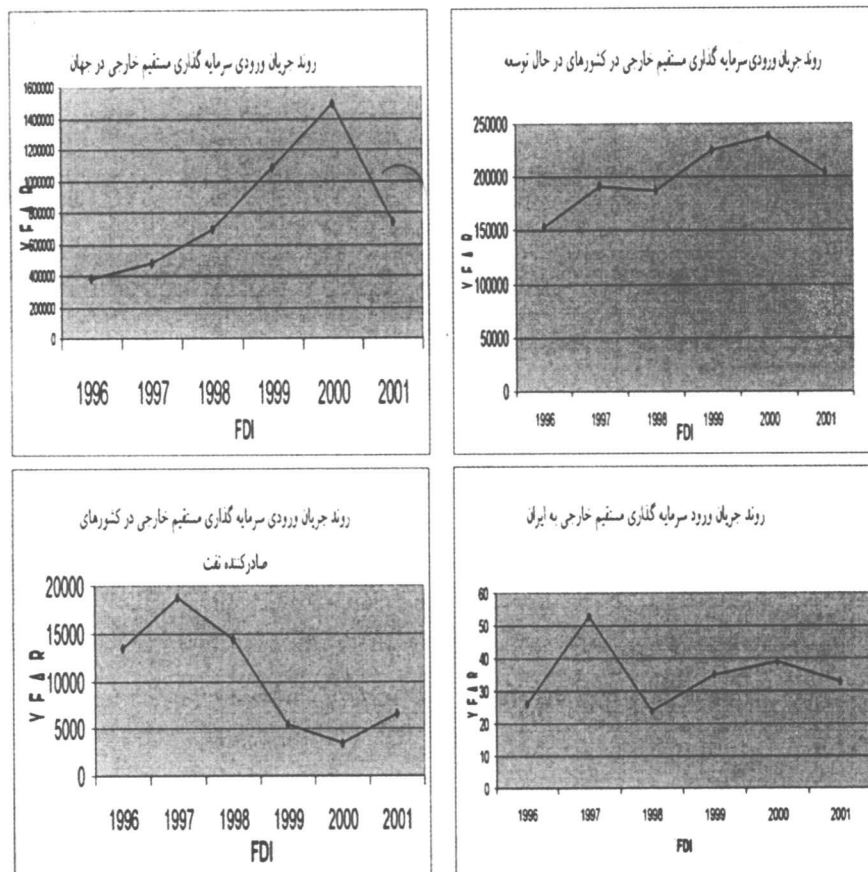 روند جریان ورودی سرمایه گذاری مستقیم خارجی در جهان
1600000
1400000
1200000
1000000
800000
600000
400000
200000
0
YEAR
1996 1997 1998 1999 2000 2001
FDI
روند جریان ورودی سرمایه گذاری مستقیم خارجی در کشورهای در حال توسعه
250000
200000
150000
100000
50000
0
YEAR
1996 1997 1998 1999 2000 2001
FDI
روند جریان ورودی سرمایه گذاری مستقیم خارجی در کشورهای
صادرکننده نفت
20000
15000
10000
5000
0
YEAR
1996 1997 1998 1999 2000 2001
FDI
روند جریان ورود سرمایه گذاری مستقیم خارجی به ایران
60
50
40
30
20
10
0
YEAR
1996 1997 1998 1999 2000 2001
FDI